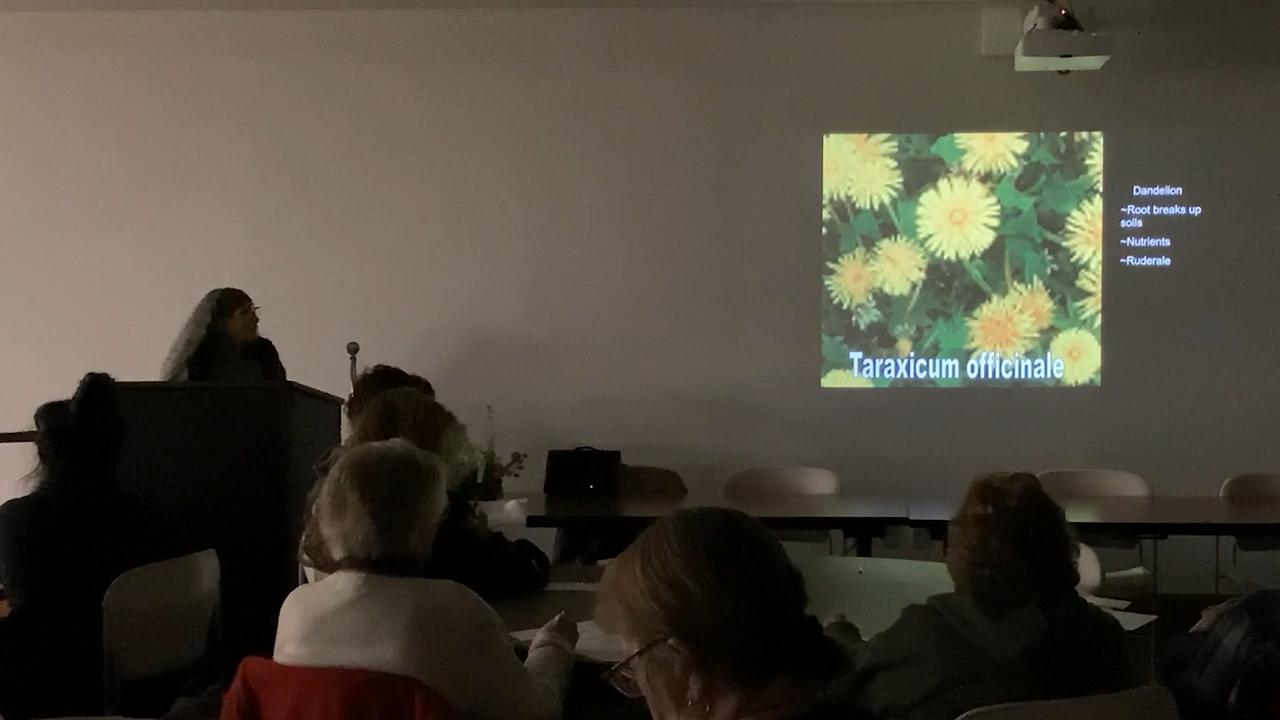 Dandelion
~Root breaks up
soils
~Nutrients
~Ruderale
Taraxicum officinale